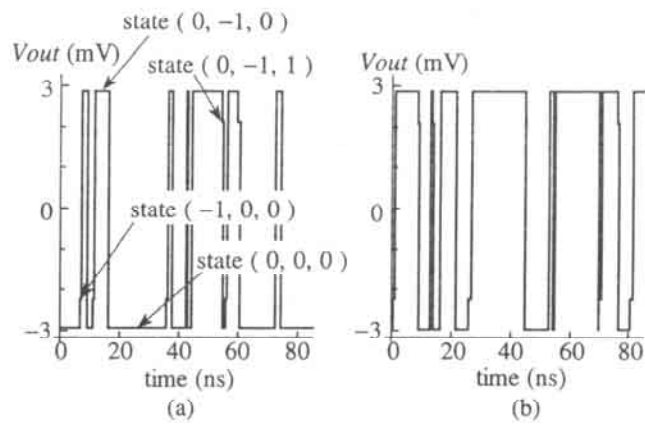 state ( 0, −1, 0 )
Vout (mV)
state ( 0, −1, 1 )
3
0
−3
state ( −1, 0, 0 )
state ( 0, 0, 0 )
0 20 40 60 80
time (ns)
(a)
Vout (mV)
3
0
−3
0 20 40 60 80
time (ns)
(b)